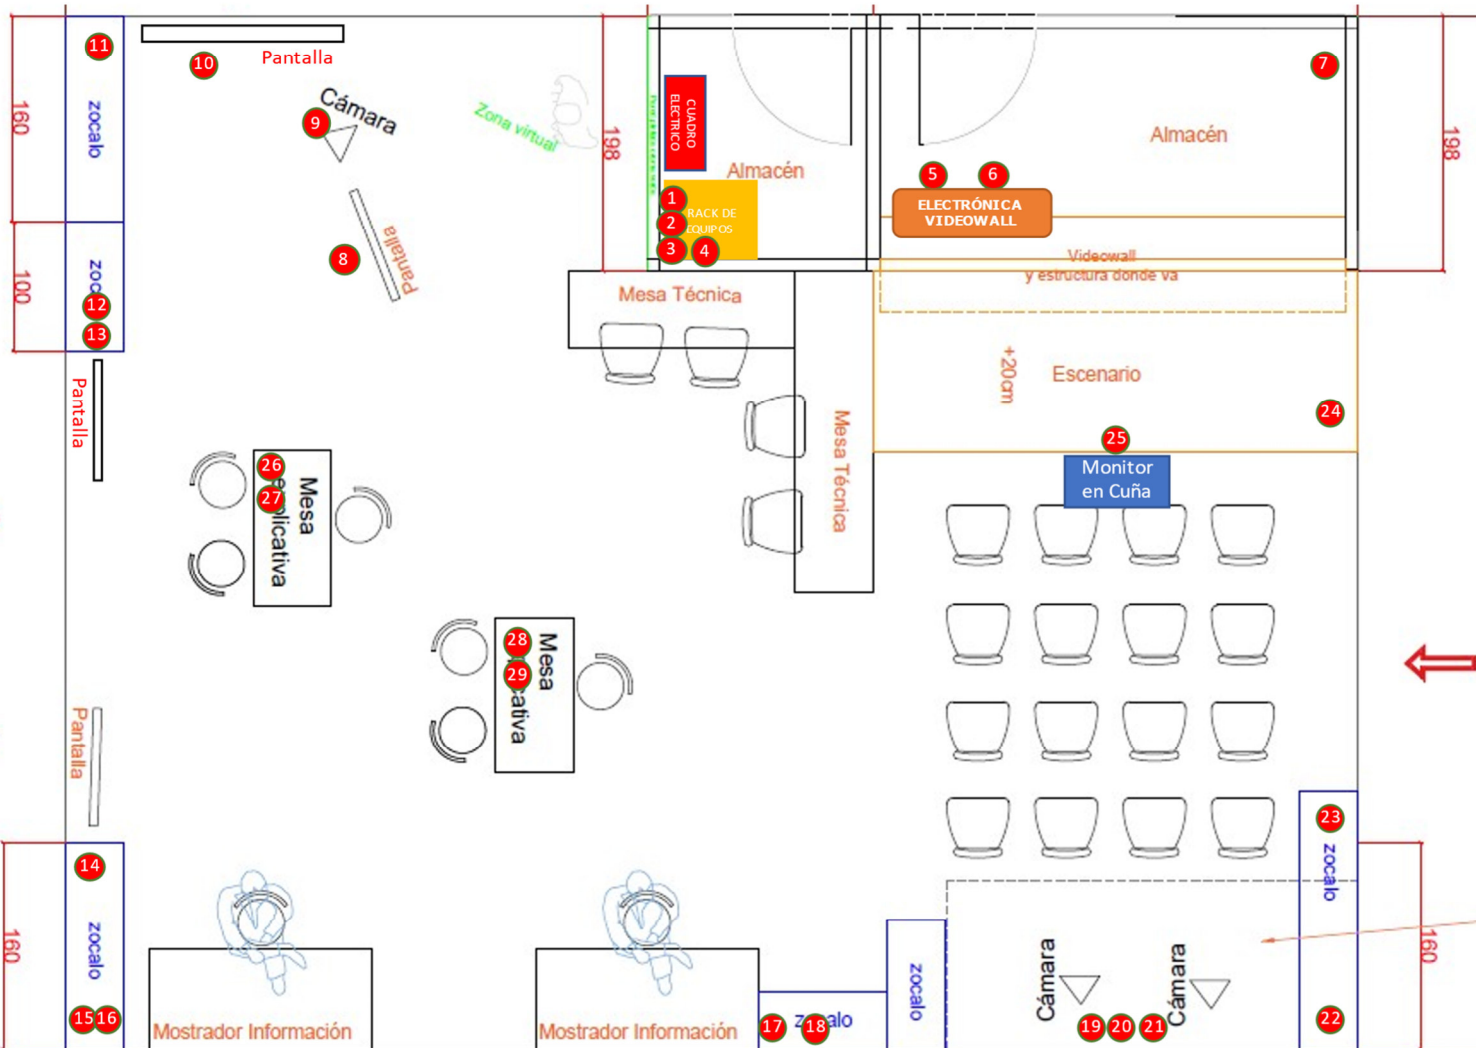 11
10
Pantalla
7
zocalo
160
9
Cámara
Zona virtual
198
CUADRO
ELECTRICO
Almacén
Almacén
198
5
6
ELECTRÓNICA
VIDEOWALL
1
2
3
4
RACK DE
EQUIPOS
8
Pantalla
100
zoc
12
13
Videowall
y estructura donde va
Mesa Técnica
+20cm
Escenario
24
25
Monitor
en Cuña
Pantalla
Mesa Técnica
26
27
Mesa
plicativa
28
29
Mesa
cativa
Pantalla
14
zocalo
160
15
16
Mostrador Información
Mostrador Información
17
18
zocalo
zocalo
Cámara
Cámara
19
20
21
23
zocalo
160
22